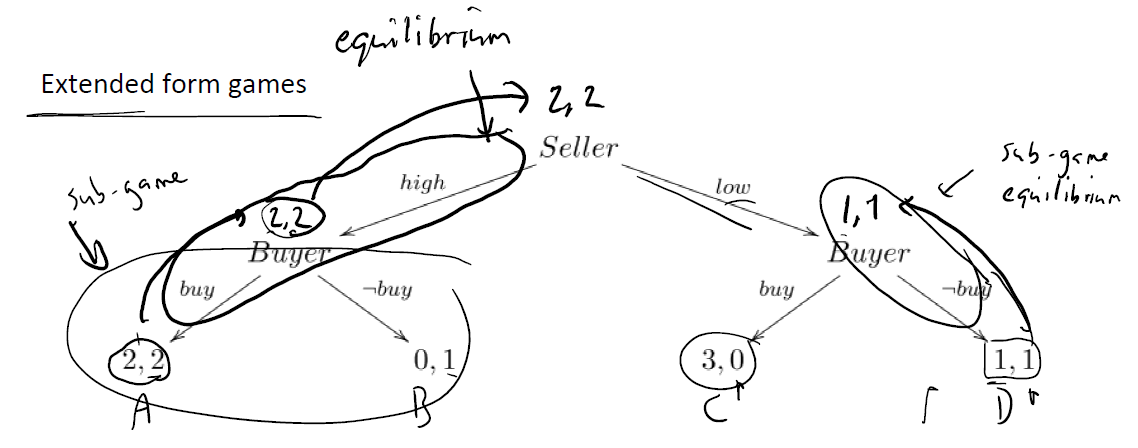 equilibrium
Extended form games
2, 2
Seller
sub-game
equilibrium
sub-game
high
low
2,2
1,1
Buyer
Buyer
buy
¬buy
buy
¬buy
2, 2
0, 1
3, 0
1, 1
A
B
C
D